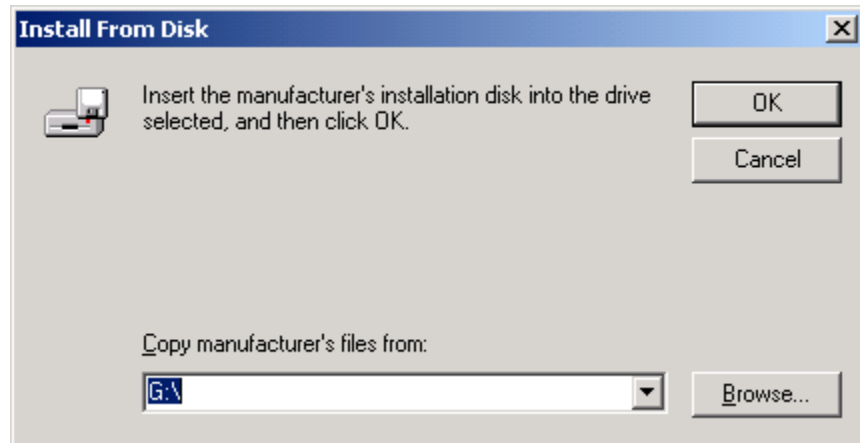 Install From Disk
Insert the manufacturer's installation disk into the drive
selected, and then click OK.
OK
Cancel
Copy manufacturer's files from:
G:\
Browse...